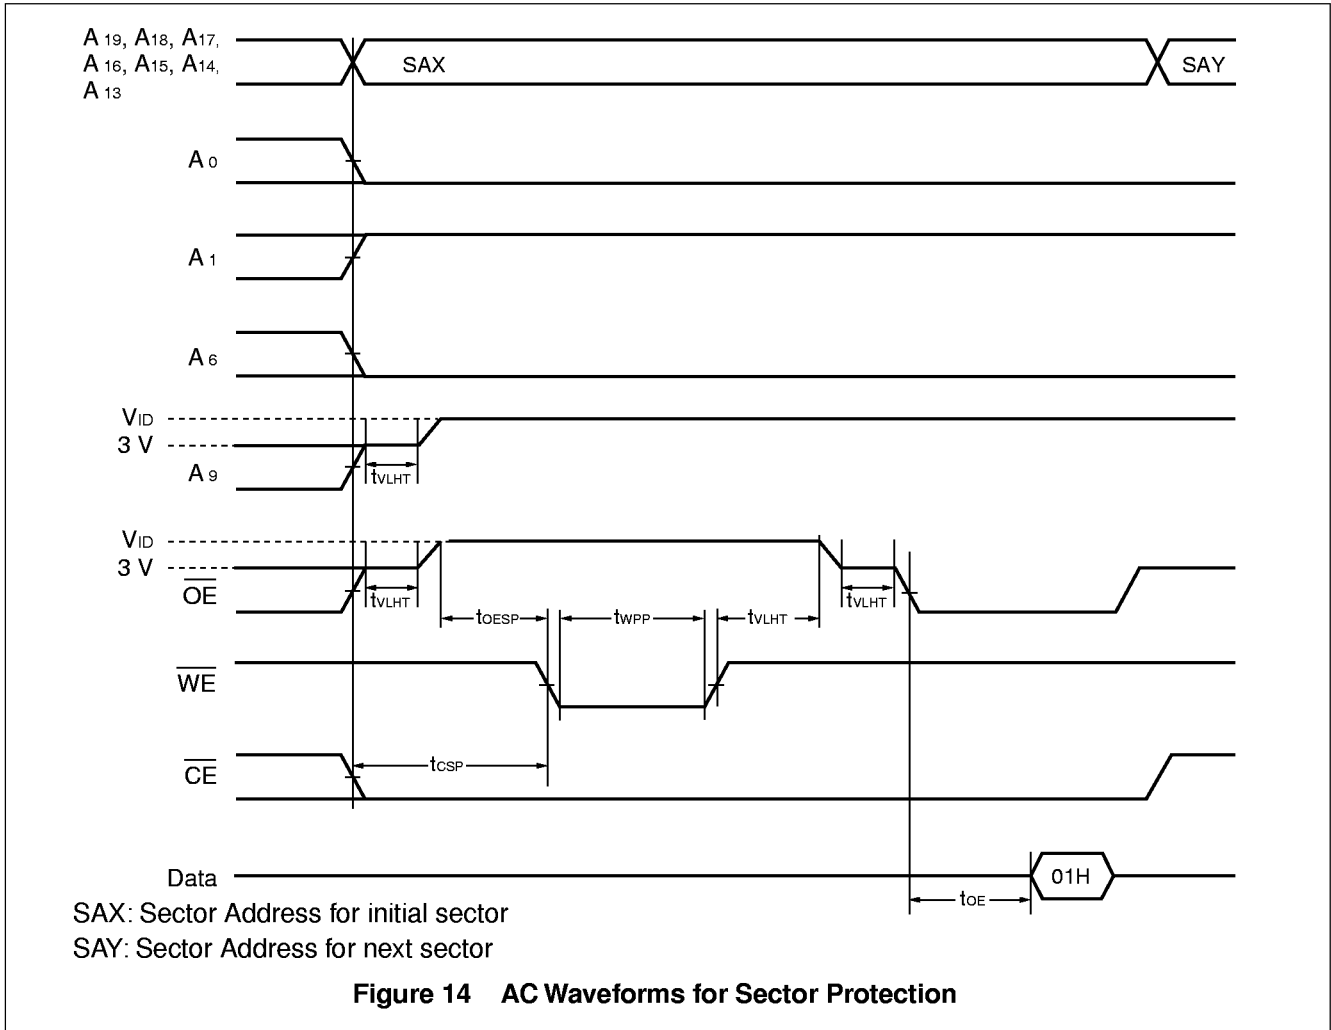 A 19, A18, A17,
A 16, A15, A14,
A 13
SAX
SAY
A 0
A 1
A 6
VID
3 V
A 9
tVLHT
VID
3 V
OE
tVLHT
tVLHT
tOESP
tWPP
tVLHT
WE
CE
tCSP
Data
01H
tOE
SAX: Sector Address for initial sector
SAY: Sector Address for next sector
Figure 14 AC Waveforms for Sector Protection